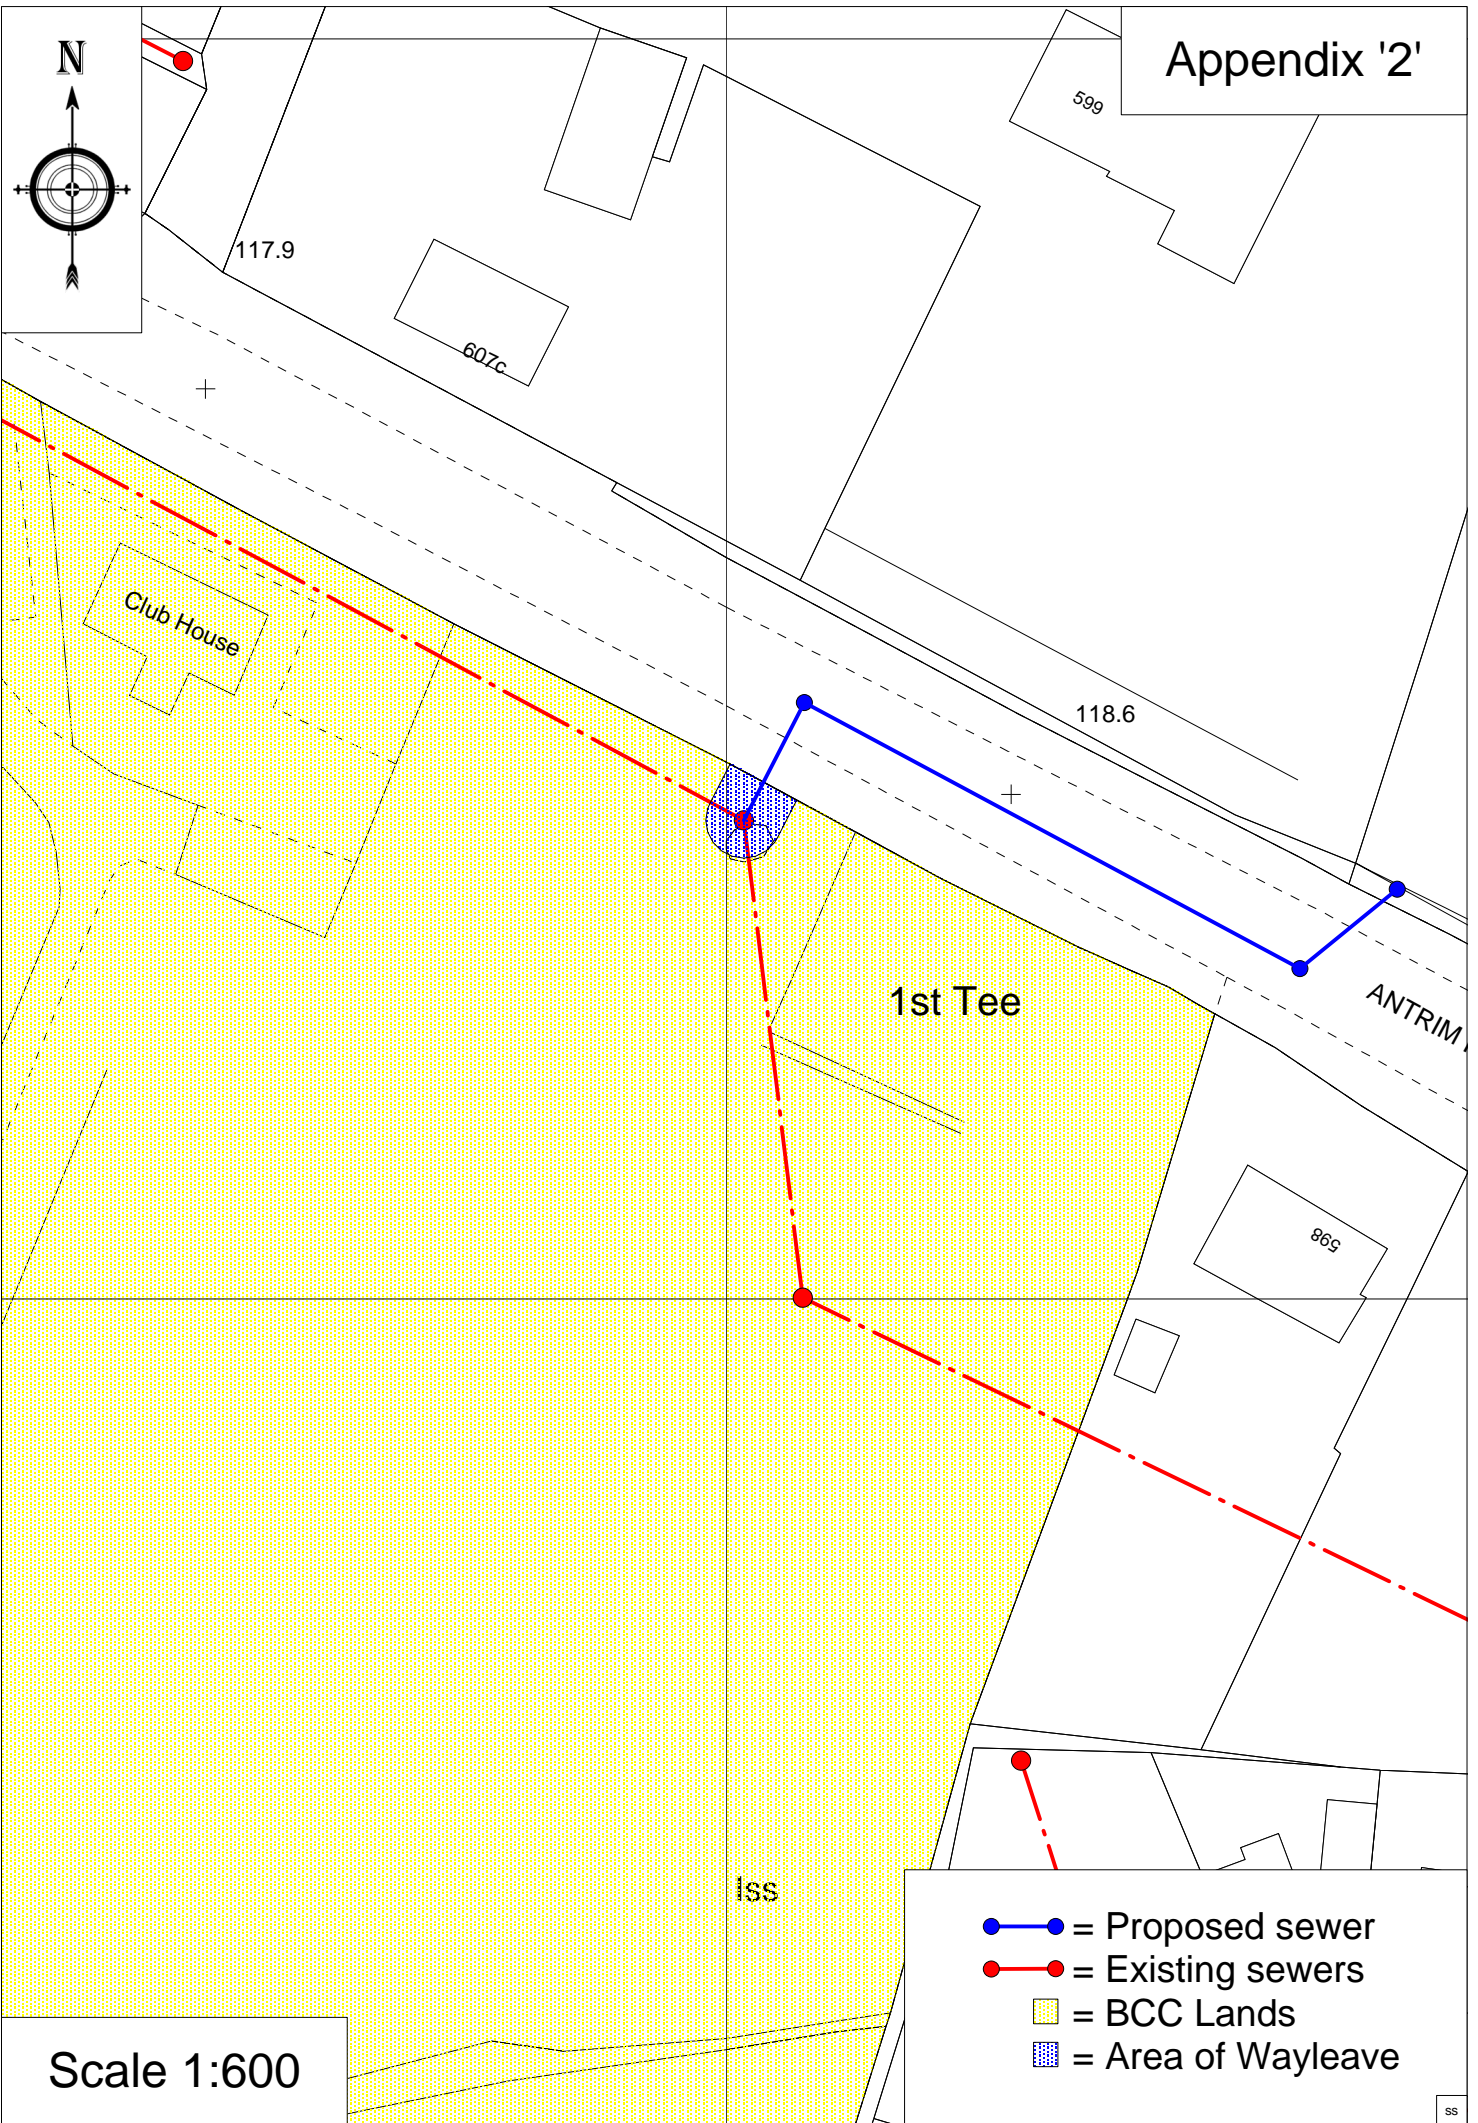 N
Appendix '2'
599
117.9
607c
Club House
118.6
1st Tee
ANTRIM
598
Iss
= Proposed sewer
= Existing sewers
= BCC Lands
= Area of Wayleave
Scale 1:600
ss